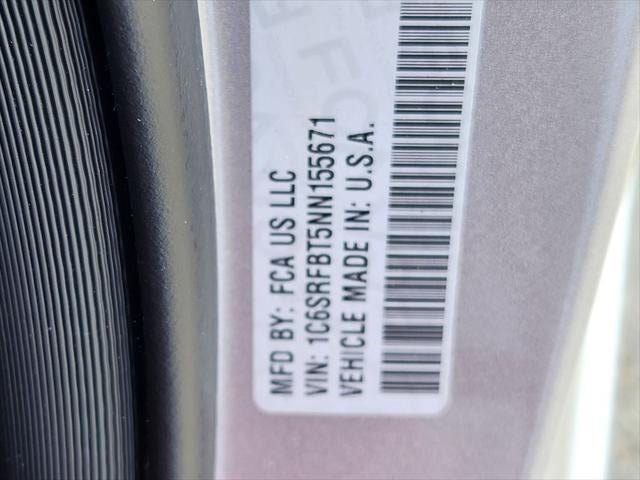 MFD BY: FCA US LLC
VIN: 1C6SRFBT5NN155671
VEHICLE MADE IN: U.S.A.